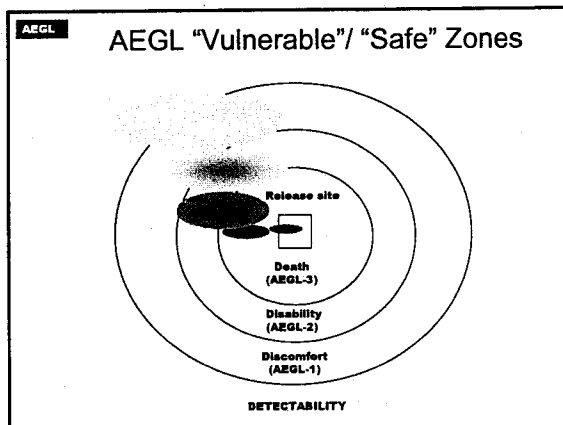 AEGL
AEGL “Vulnerable”/ “Safe” Zones
Release site
Death
(AEGL-3)
Disability
(AEGL-2)
Discomfort
(AEGL-1)
DETECTABILITY